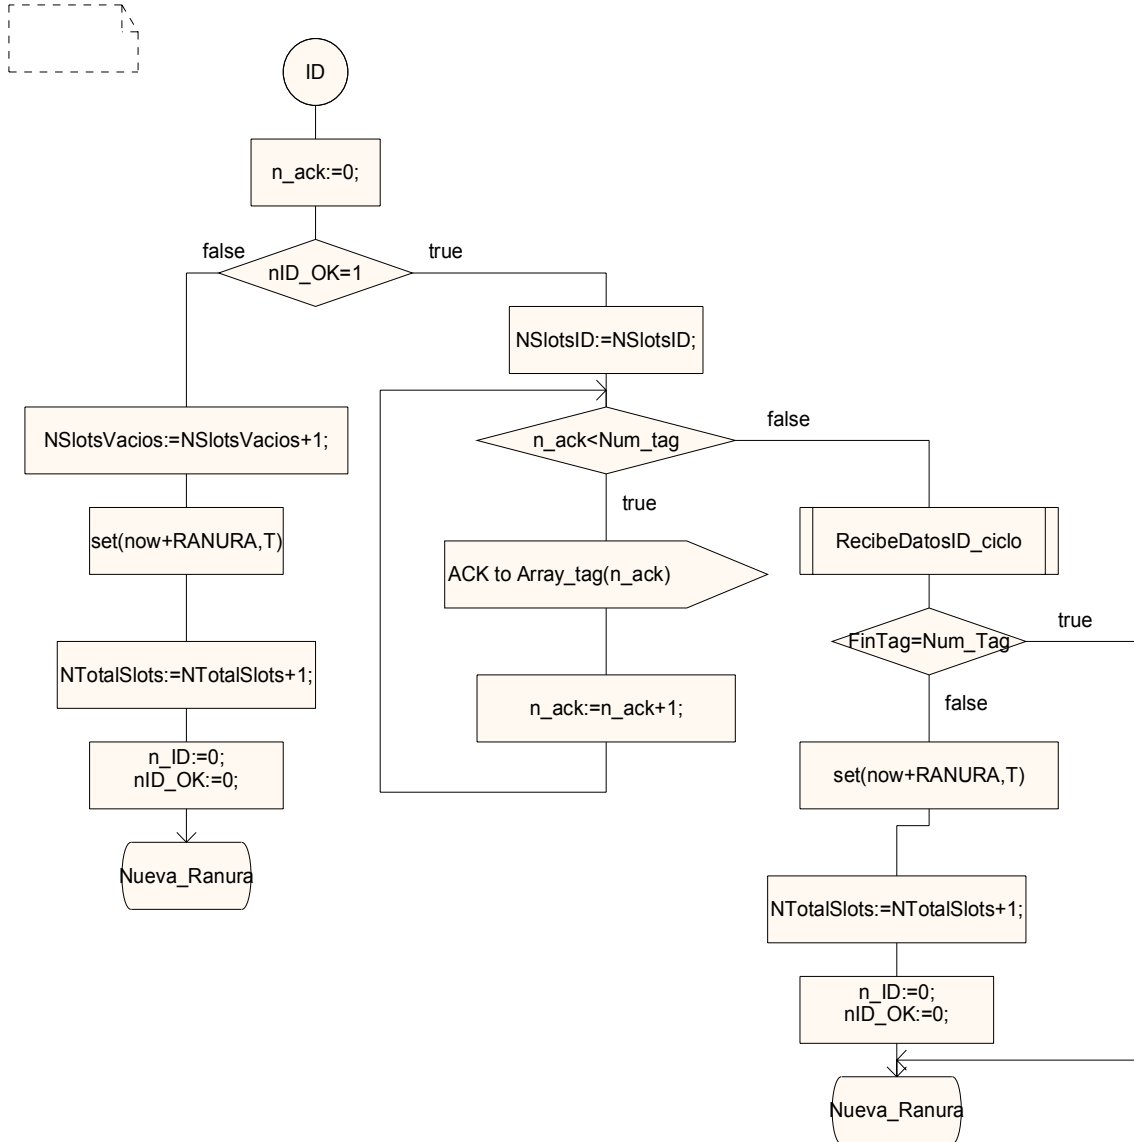 ID
n_ack:=0;
false
true
nID_OK=1
NSlotsID:=NSlotsID;
NSlotsVacios:=NSlotsVacios+1;
n_ack<Num_tag
false
true
set(now+RANURA,T)
RecibeDatosID_ciclo
ACK to Array_tag(n_ack)
FinTag=Num_Tag
true
NTotalSlots:=NTotalSlots+1;
n_ack:=n_ack+1;
false
n_ID:=0;
nID_OK:=0;
set(now+RANURA,T)
Nueva_Ranura
NTotalSlots:=NTotalSlots+1;
n_ID:=0;
nID_OK:=0;
Nueva_Ranura